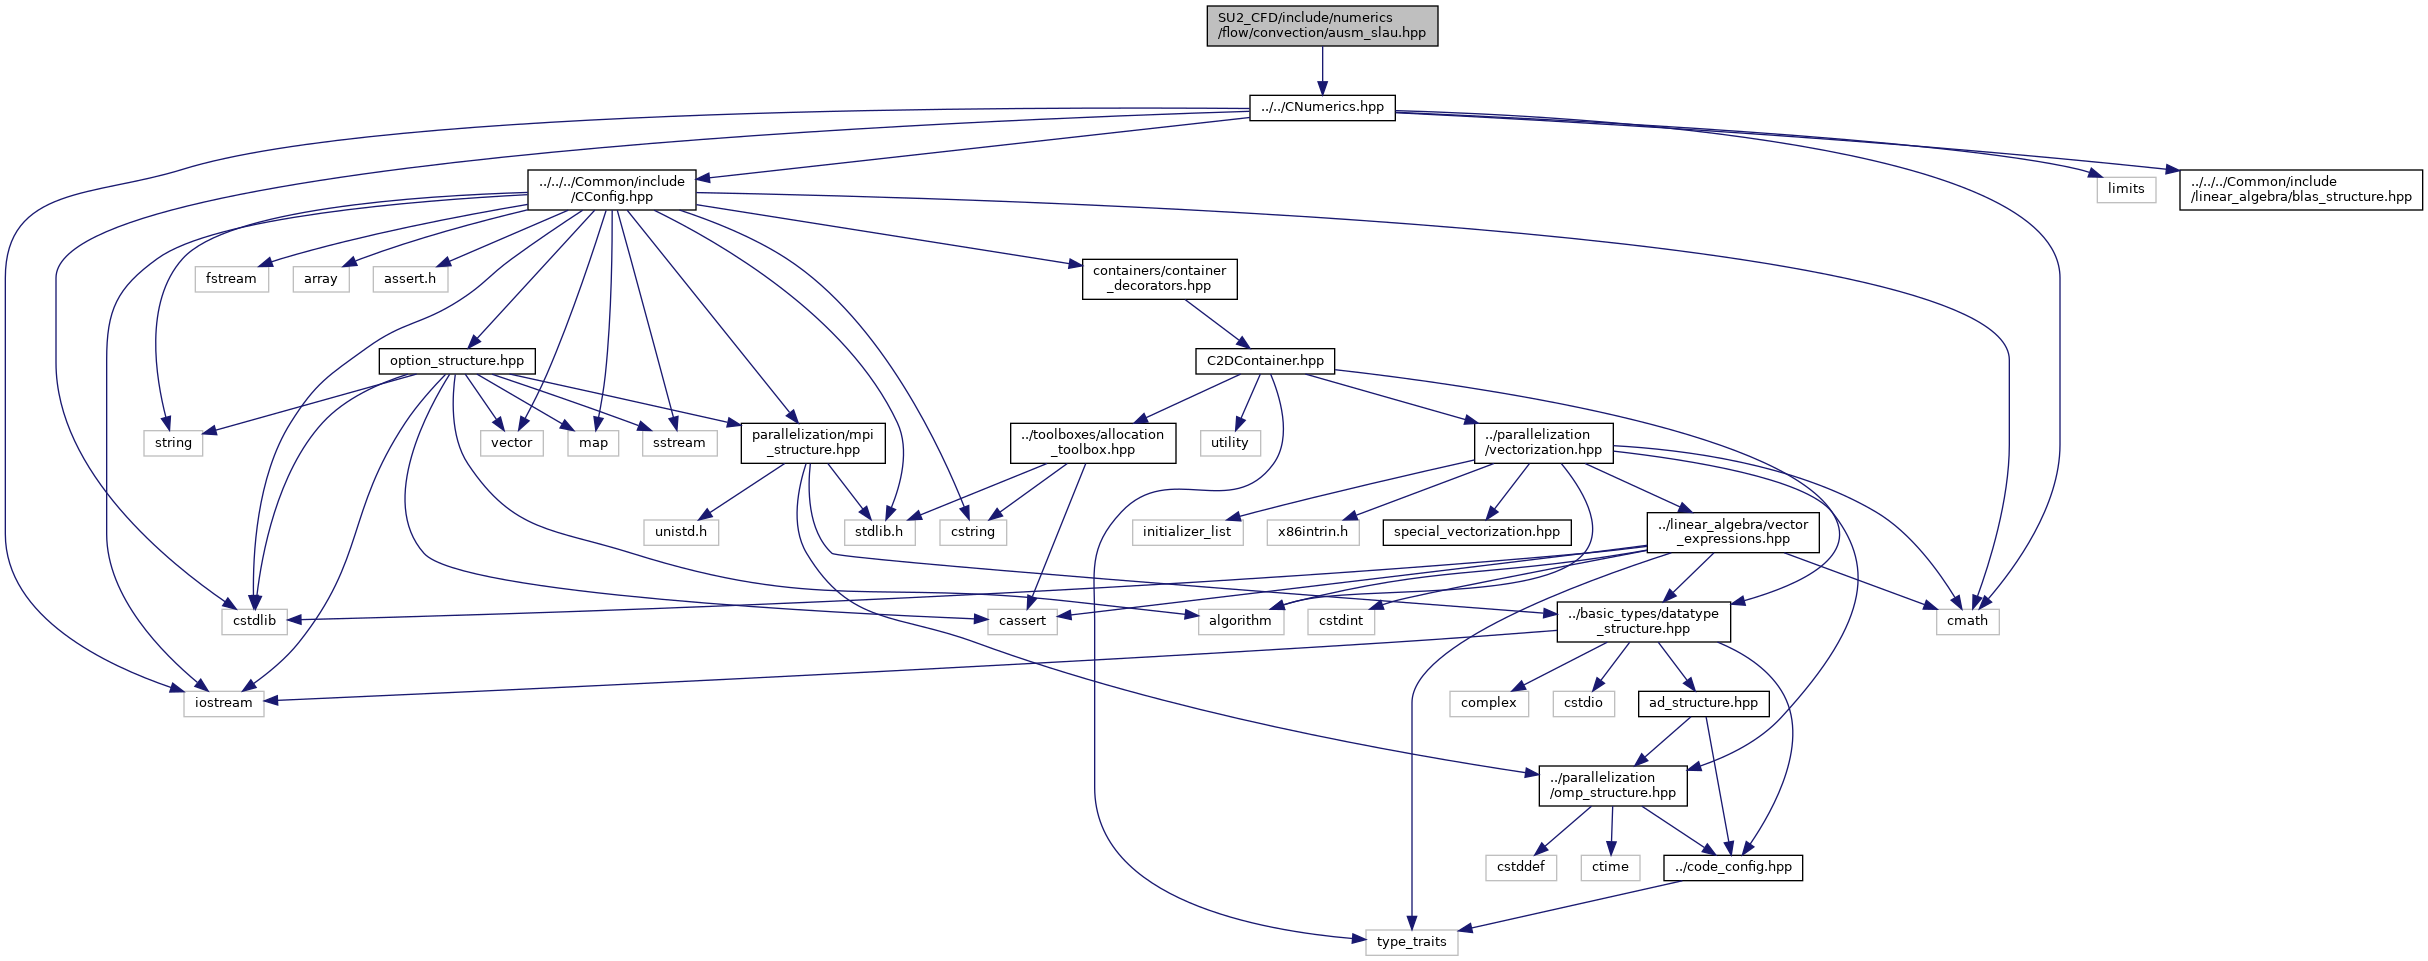 SU2_CFD/include/numerics
/flow/convection/ausm_slau.hpp
../../CNumerics.hpp
../../../Common/include
/CConfig.hpp
limits
../../../Common/include
/linear_algebra/blas_structure.hpp
fstream
array
assert.h
containers/container
_decorators.hpp
option_structure.hpp
C2DContainer.hpp
string
vector
map
sstream
parallelization/mpi
_structure.hpp
../toolboxes/allocation
_toolbox.hpp
utility
../parallelization
/vectorization.hpp
unistd.h
stdlib.h
cstring
initializer_list
x86intrin.h
special_vectorization.hpp
../linear_algebra/vector
_expressions.hpp
cstdlib
cassert
algorithm
cstdint
../basic_types/datatype
_structure.hpp
cmath
iostream
complex
cstdio
ad_structure.hpp
../parallelization
/omp_structure.hpp
cstddef
ctime
../code_config.hpp
type_traits